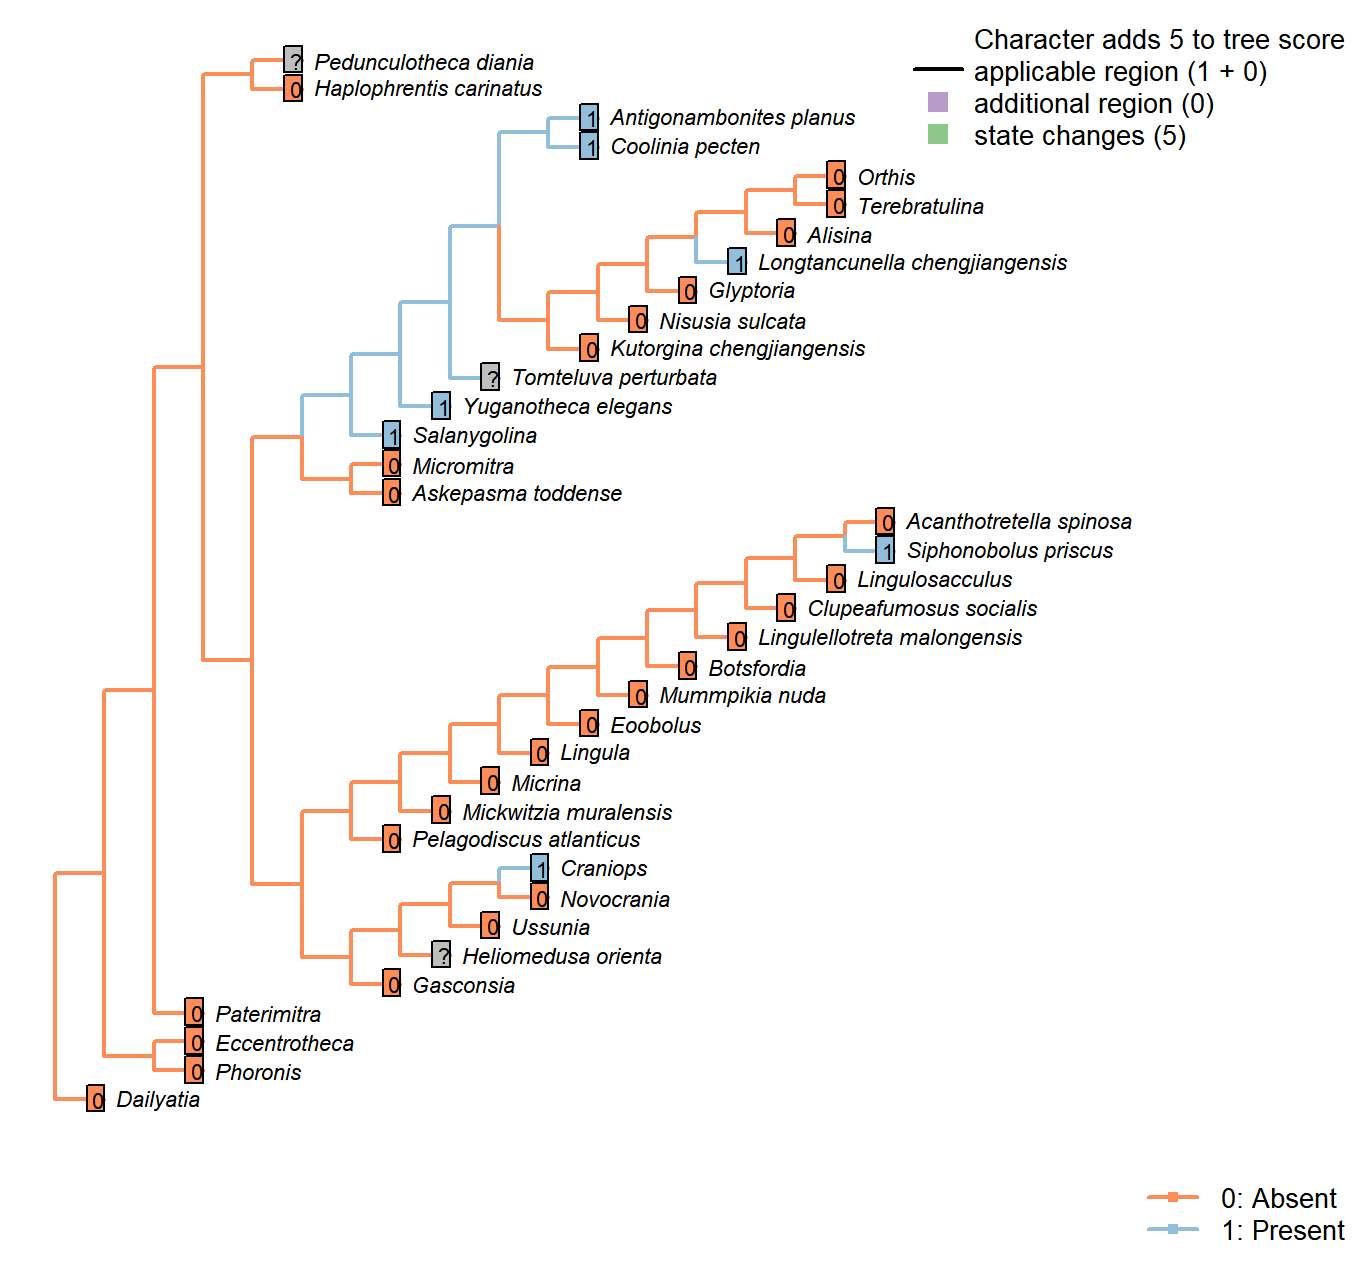 Character adds 5 to tree score
applicable region (1 + 0)
additional region (0)
state changes (5)
? Pedunculotheca diania
0 Haplophrentis carinatus
1 Antigonambonites planus
1 Coolinia pecten
0 Orthis
0 Terebratulina
0 Alisina
1 Longtancunella chengjiangensis
0 Glyptoria
0 Nisusia sulcata
0 Kutorgina chengjiangensis
? Tomteluva perturbata
1 Yuganotheca elegans
1 Salanygolina
0 Micromitra
0 Askepasma toddense
0 Acanthotretella spinosa
1 Siphonobolus priscus
0 Lingulosacculus
0 Clupeafumosus socialis
0 Lingulellotreta malongensis
0 Botsfordia
0 Mummpikia nuda
0 Eoobolus
0 Lingula
0 Micrina
0 Mickwitzia muralensis
0 Pelagodiscus atlanticus
1 Craniops
0 Novocrania
0 Ussunia
? Heliomedusa orienta
0 Gasconsia
0 Paterimitra
0 Eccentrotheca
0 Phoronis
0 Dailyatia
0: Absent
1: Present